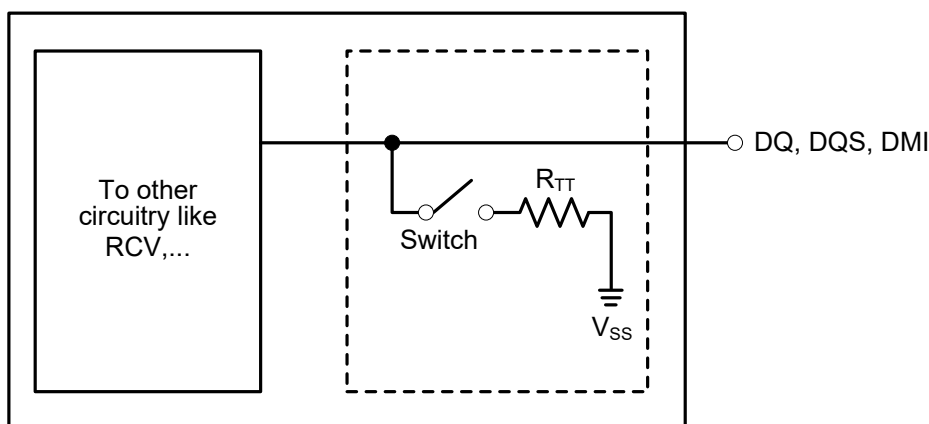 To other
circuitry like
RCV,...
Switch
RTT
VSS
DQ, DQS, DMI